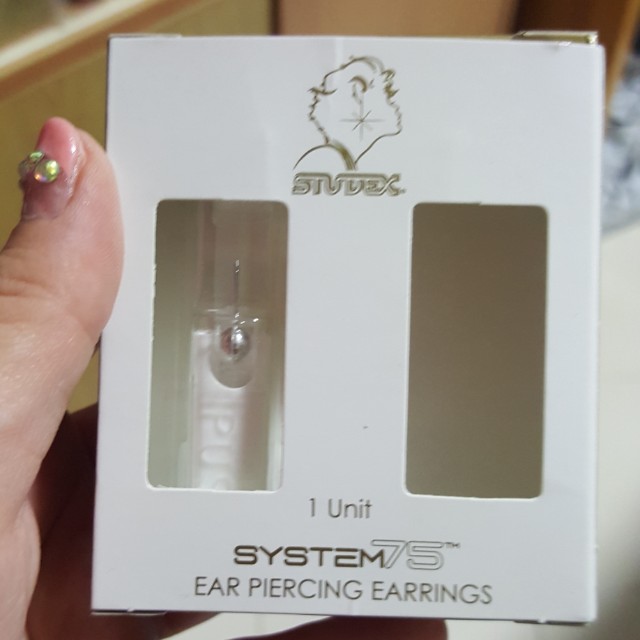 STUDEX
1 Unit
SYSTEM75™
EAR PIERCING EARRINGS